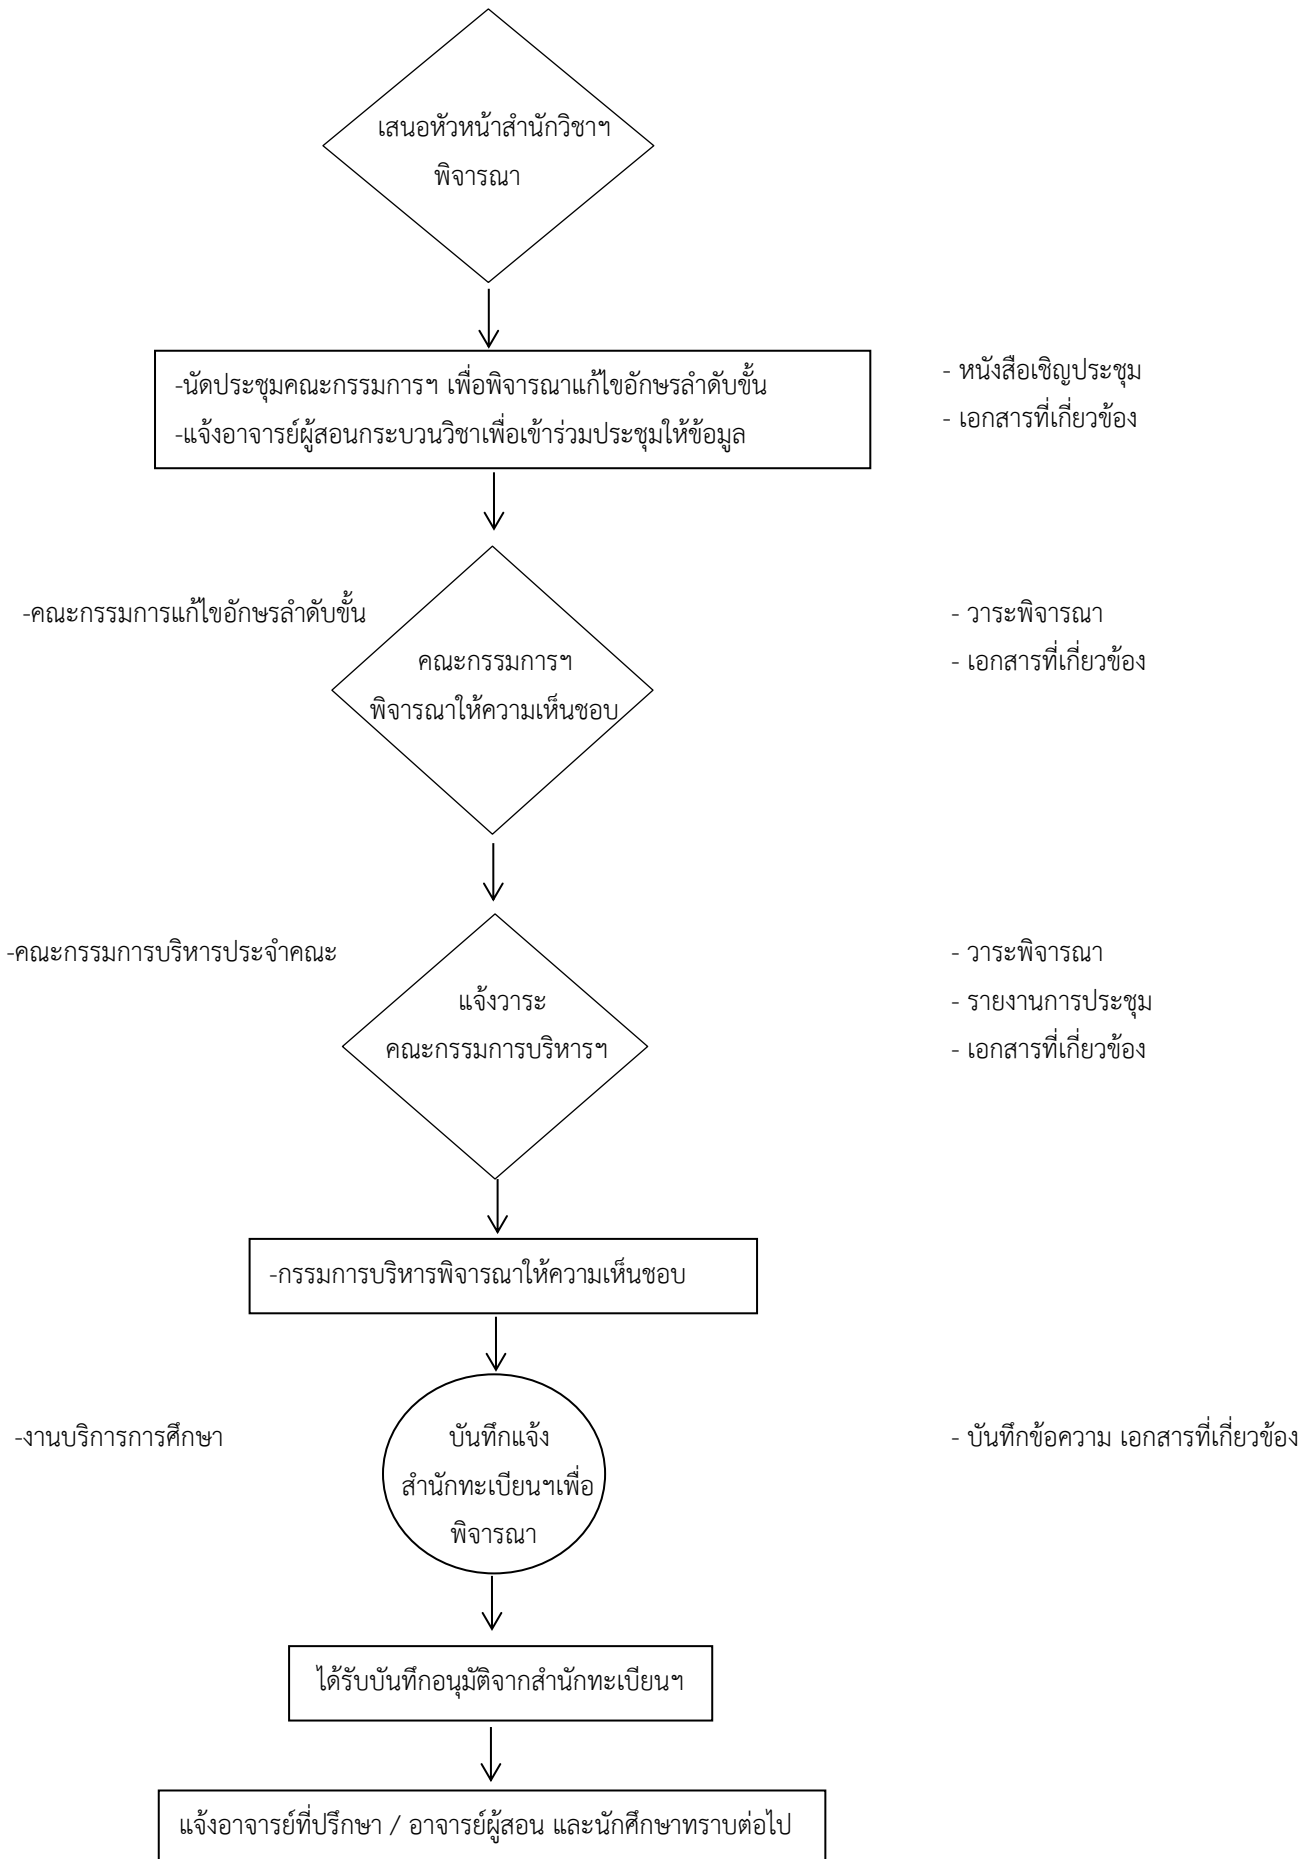 เสนอหัวหน้าสำนักวิชาฯ
พิจารณา
-นัดประชุมคณะกรรมการฯ เพื่อพิจารณาแก้ไขอักษรลำดับขั้น
-แจ้งอาจารย์ผู้สอนกระบวนวิชาเพื่อเข้าร่วมประชุมให้ข้อมูล
- หนังสือเชิญประชุม
- เอกสารที่เกี่ยวข้อง
-คณะกรรมการแก้ไขอักษรลำดับขั้น
คณะกรรมการฯ
พิจารณาให้ความเห็นชอบ
- วาระพิจารณา
- เอกสารที่เกี่ยวข้อง
-คณะกรรมการบริหารประจำคณะ
แจ้งวาระ
คณะกรรมการบริหารฯ
- วาระพิจารณา
- รายงานการประชุม
- เอกสารที่เกี่ยวข้อง
-กรรมการบริหารพิจารณาให้ความเห็นชอบ
-งานบริการการศึกษา
บันทึกแจ้ง
สำนักทะเบียนฯเพื่อ
พิจารณา
- บันทึกข้อความ เอกสารที่เกี่ยวข้อง
ได้รับบันทึกอนุมัติจากสำนักทะเบียนฯ
แจ้งอาจารย์ที่ปรึกษา / อาจารย์ผู้สอน และนักศึกษาทราบต่อไป